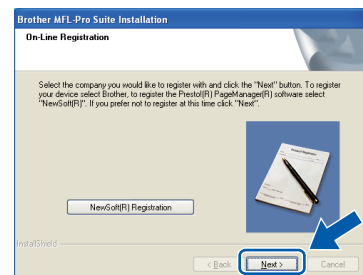 Brother MFL-Pro Suite Installation
On-Line Registration
Select the company you would like to register with and click the "Next" button. To register
your device select Brother, to register the Presto!(R) PageManager(R) software select
"NewSoft(R)". If you prefer not to register at this time click "Next".
Product Registration
NewSoft(R) Registration
InstallShield
< Back
Next >
Cancel